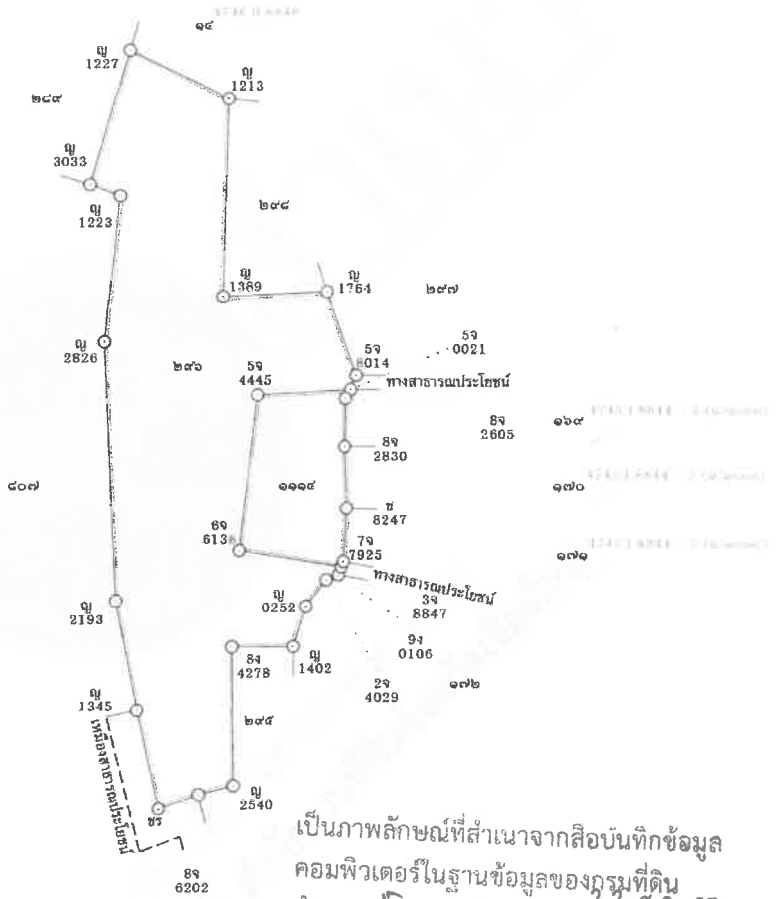 ๑๔
ญ
1227
ญ
1213
๒๘๙
ญ
3033
ญ
1223
๒๙๘
ญ
1389
ญ
1764
๒๙๗
ญ
2826
๒๙๖
5จ
4445
5จ
8014
5จ
0021
ทางสาธารณประโยชน์
8จ
2605
๑๖๙
8จ
2830
๘๐๗
๑๑๑๔
๑๗๐
ช
8247
6จ
613
7จ
7925
๑๗๑
ทางสาธารณประโยชน์
3จ
8847
ญ
0252
ญ
2193
9ง
0106
8ง
4278
ญ
1402
2จ
4029
๑๗๒
ญ
1345
๒๙๕
เหมืองสาธารณประโยชน์
ชร
ญ
2540
8จ
6202
เป็นภาพลักษณ์ที่สำเนาจากสื่อบันทึกข้อมูล
คอมพิวเตอร์ในฐานข้อมูลของกรมที่ดิน